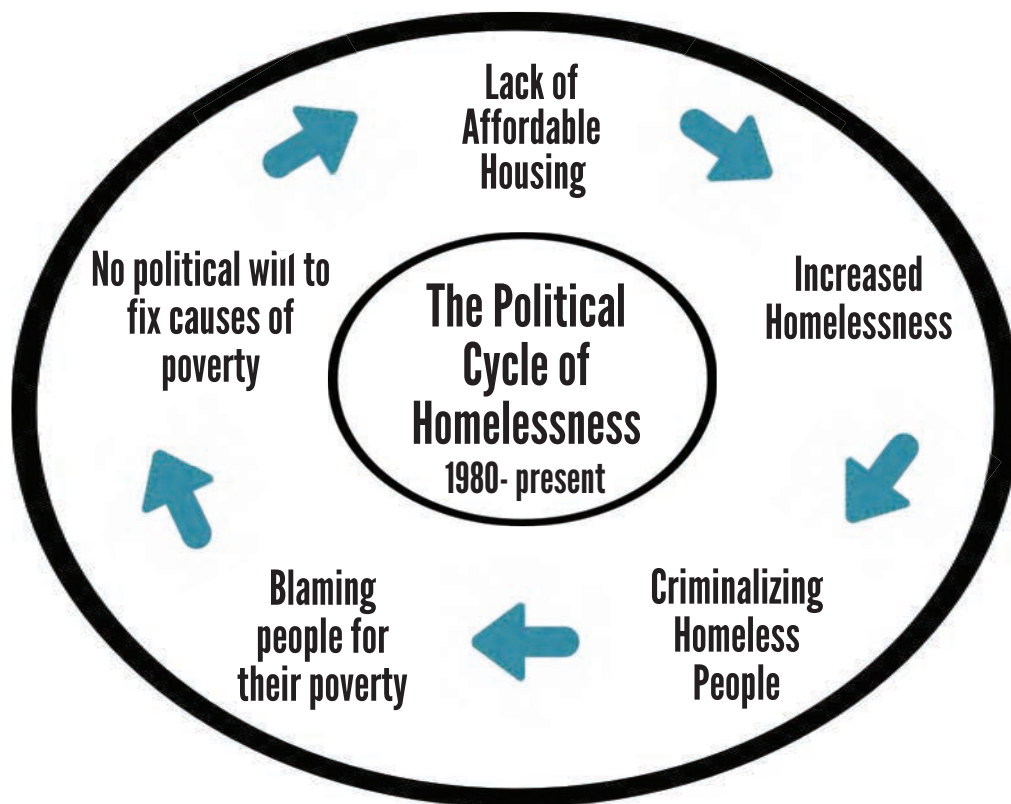 Lack of
Affordable
Housing
Increased
Homelessness
Criminalizing
Homeless
People
Blaming
people for
their poverty
No political will to
fix causes of
poverty
The Political
Cycle of
Homelessness
1980- present